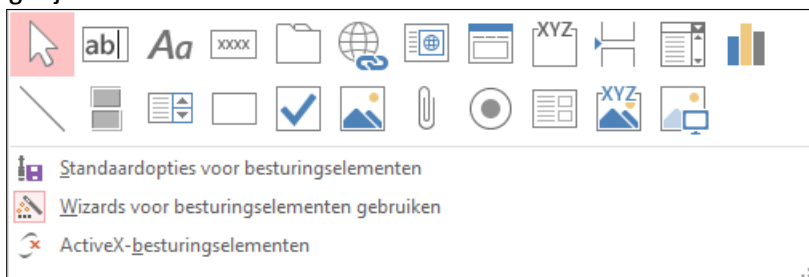 ab Aa xxxx XYZ
XYZ
Standaardopties voor besturingselementen
Wizards voor besturingselementen gebruiken
ActiveX-besturingselementen